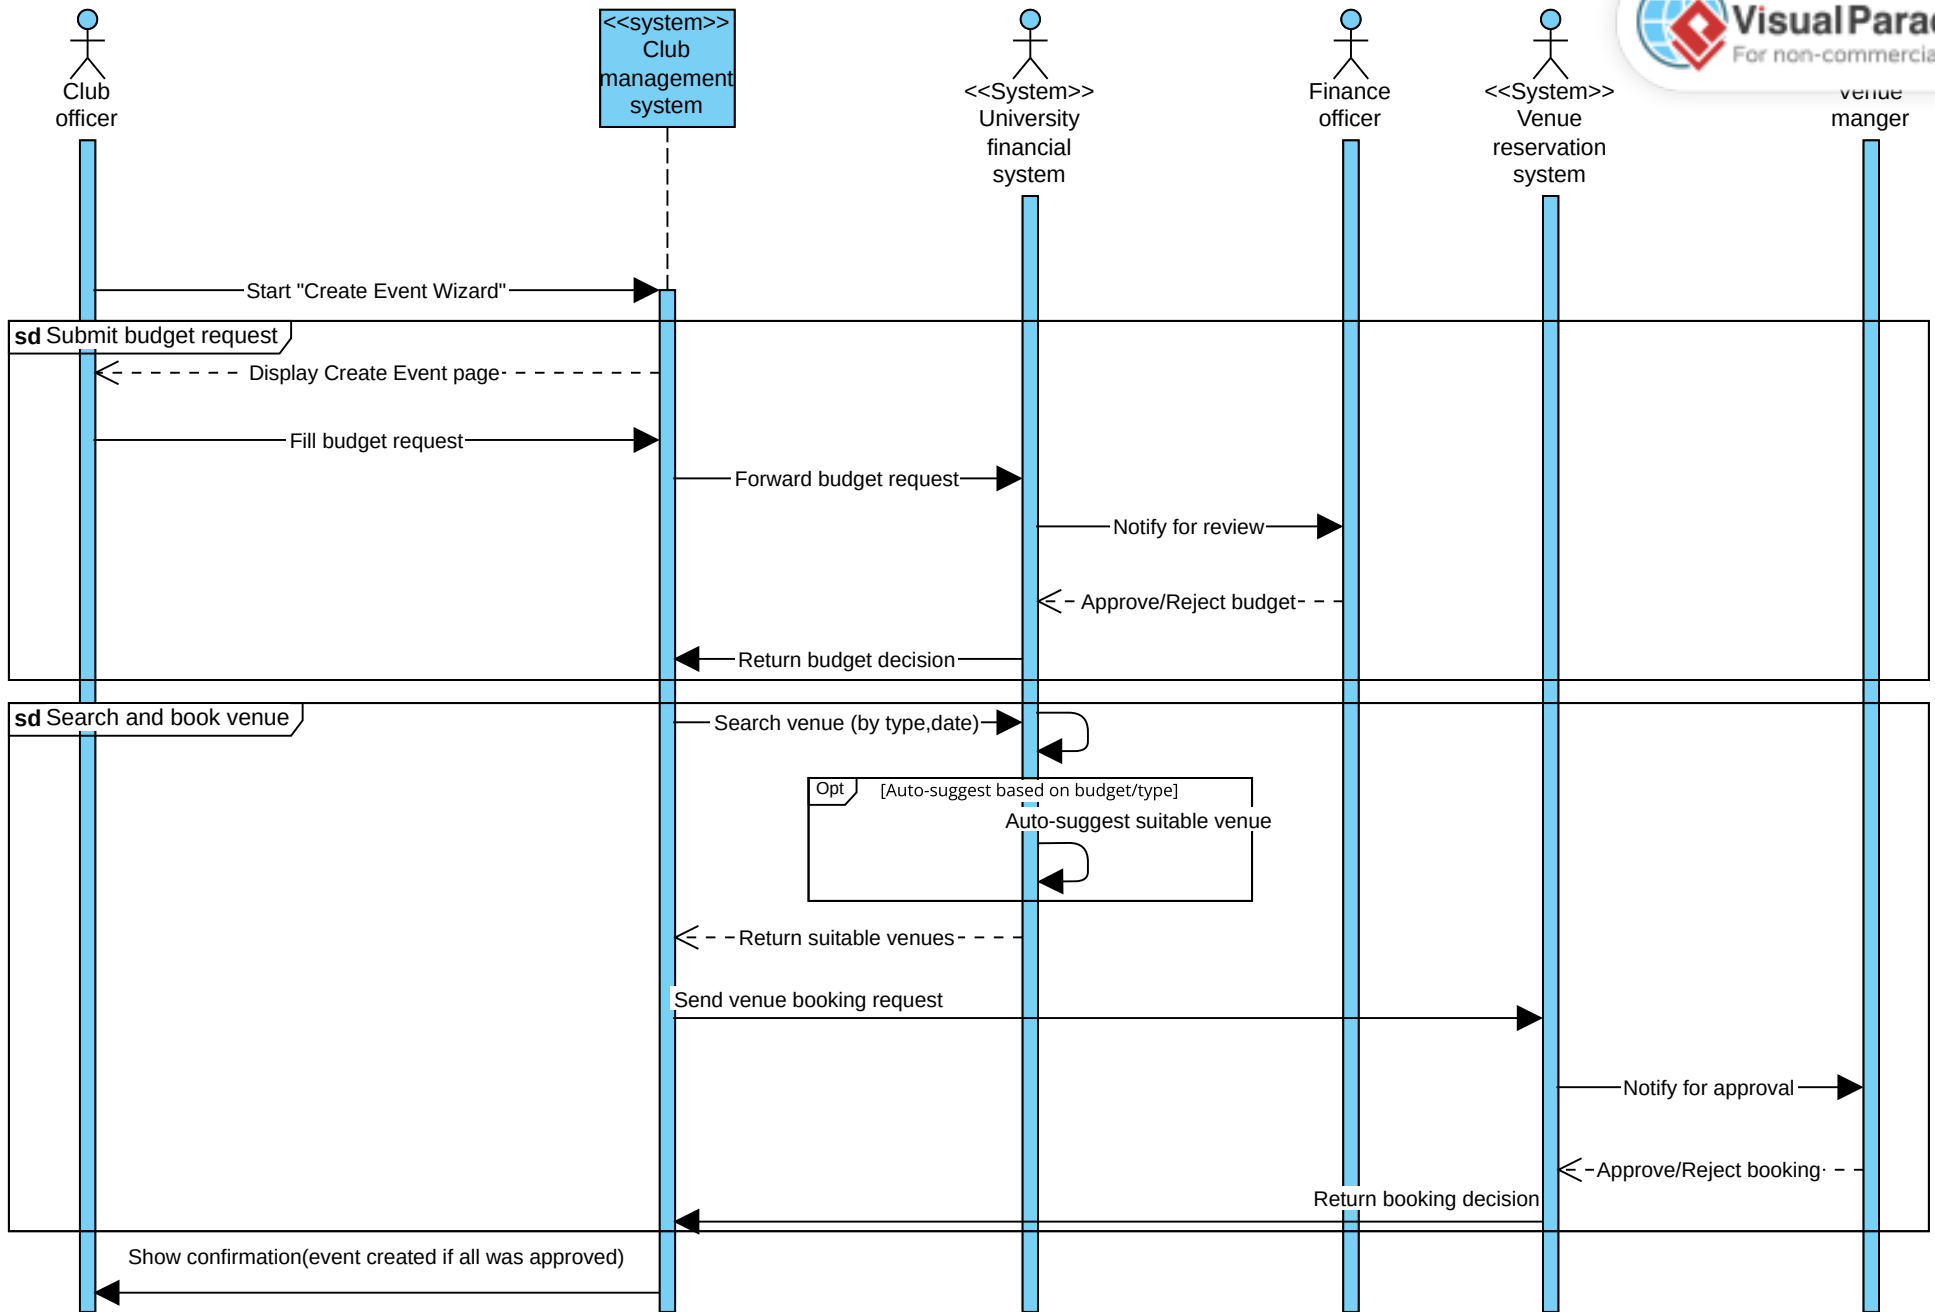 <<system>>
Club
management
system
Club
officer
<<System>>
University
financial
system
Finance
officer
<<System>>
Venue
reservation
system
For non-commercia
Venue
manger
Start "Create Event Wizard"
sd Submit budget request
Display Create Event page
Fill budget request
Forward budget request
Notify for review
Approve/Reject budget
Return budget decision
sd Search and book venue
Search venue (by type,date)
Opt [Auto-suggest based on budget/type]
Auto-suggest suitable venue
Return suitable venues
Send venue booking request
Notify for approval
Approve/Reject booking
Return booking decision
Show confirmation(event created if all was approved)